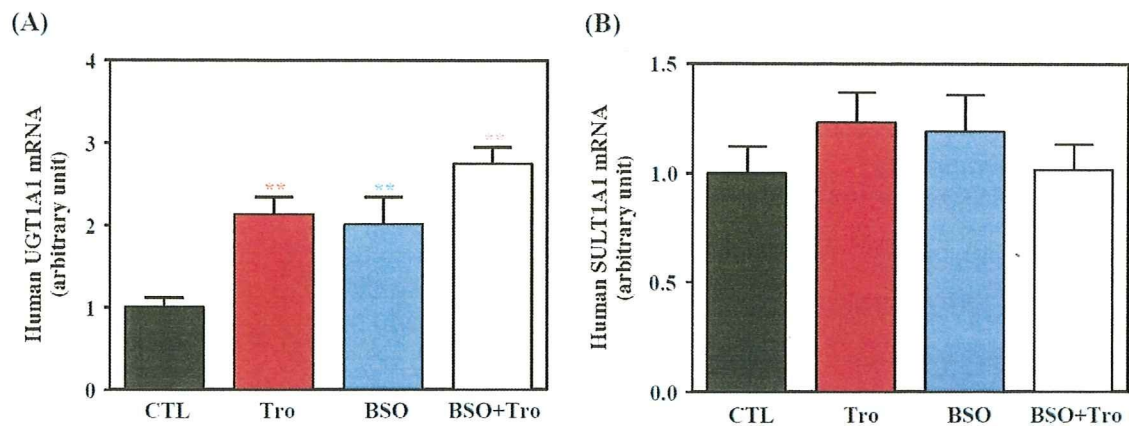 (A)
Human UGT1A1 mRNA
(arbitrary unit)
4
3
2
1
0
**
**
**
CTL Tro BSO BSO+Tro
(B)
Human SULT1A1 mRNA
(arbitrary unit)
1.5
1.0
0.5
0.0
CTL Tro BSO BSO+Tro